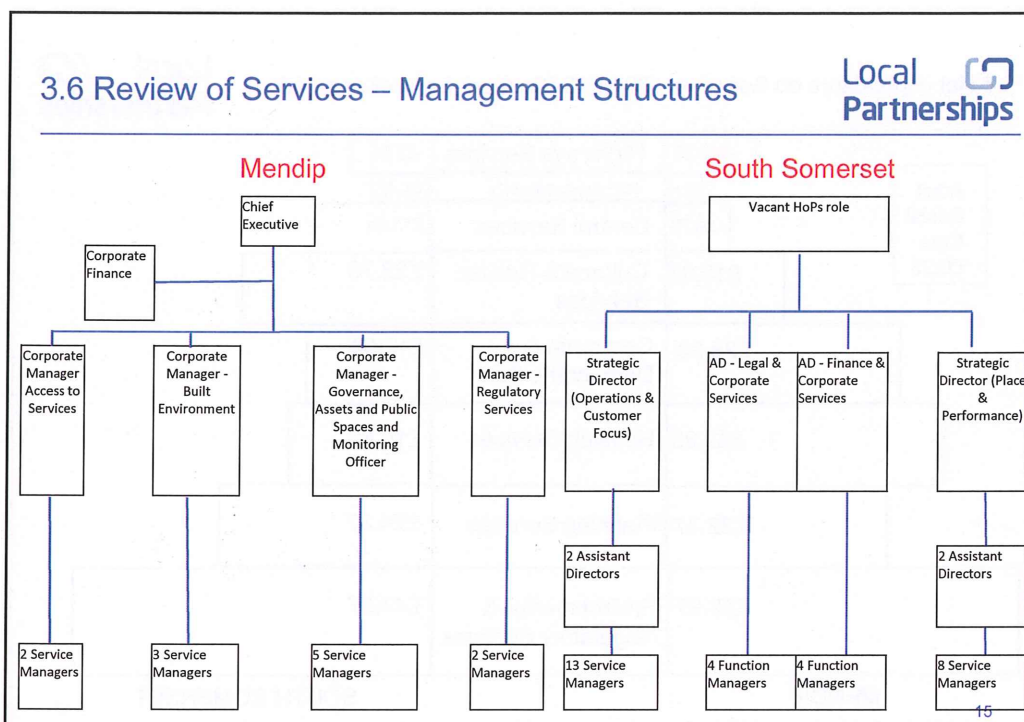 3.6 Review of Services – Management Structures
Local
Partnerships
Mendip
South Somerset
Chief
Executive
Vacant HoPs role
Corporate
Finance
Corporate
Manager
Access to
Services
Corporate
Manager -
Built
Environment
Corporate
Manager -
Governance,
Assets and Public
Spaces and
Monitoring
Officer
Corporate
Manager -
Regulatory
Services
Strategic
Director
(Operations &
Customer
Focus)
AD - Legal &
Corporate
Services
AD - Finance &
Corporate
Services
Strategic
Director (Place
&
Performance)
2 Assistant
Directors
2 Assistant
Directors
2 Service
Managers
3 Service
Managers
5 Service
Managers
2 Service
Managers
13 Service
Managers
4 Function
Managers
4 Function
Managers
8 Service
Managers
15